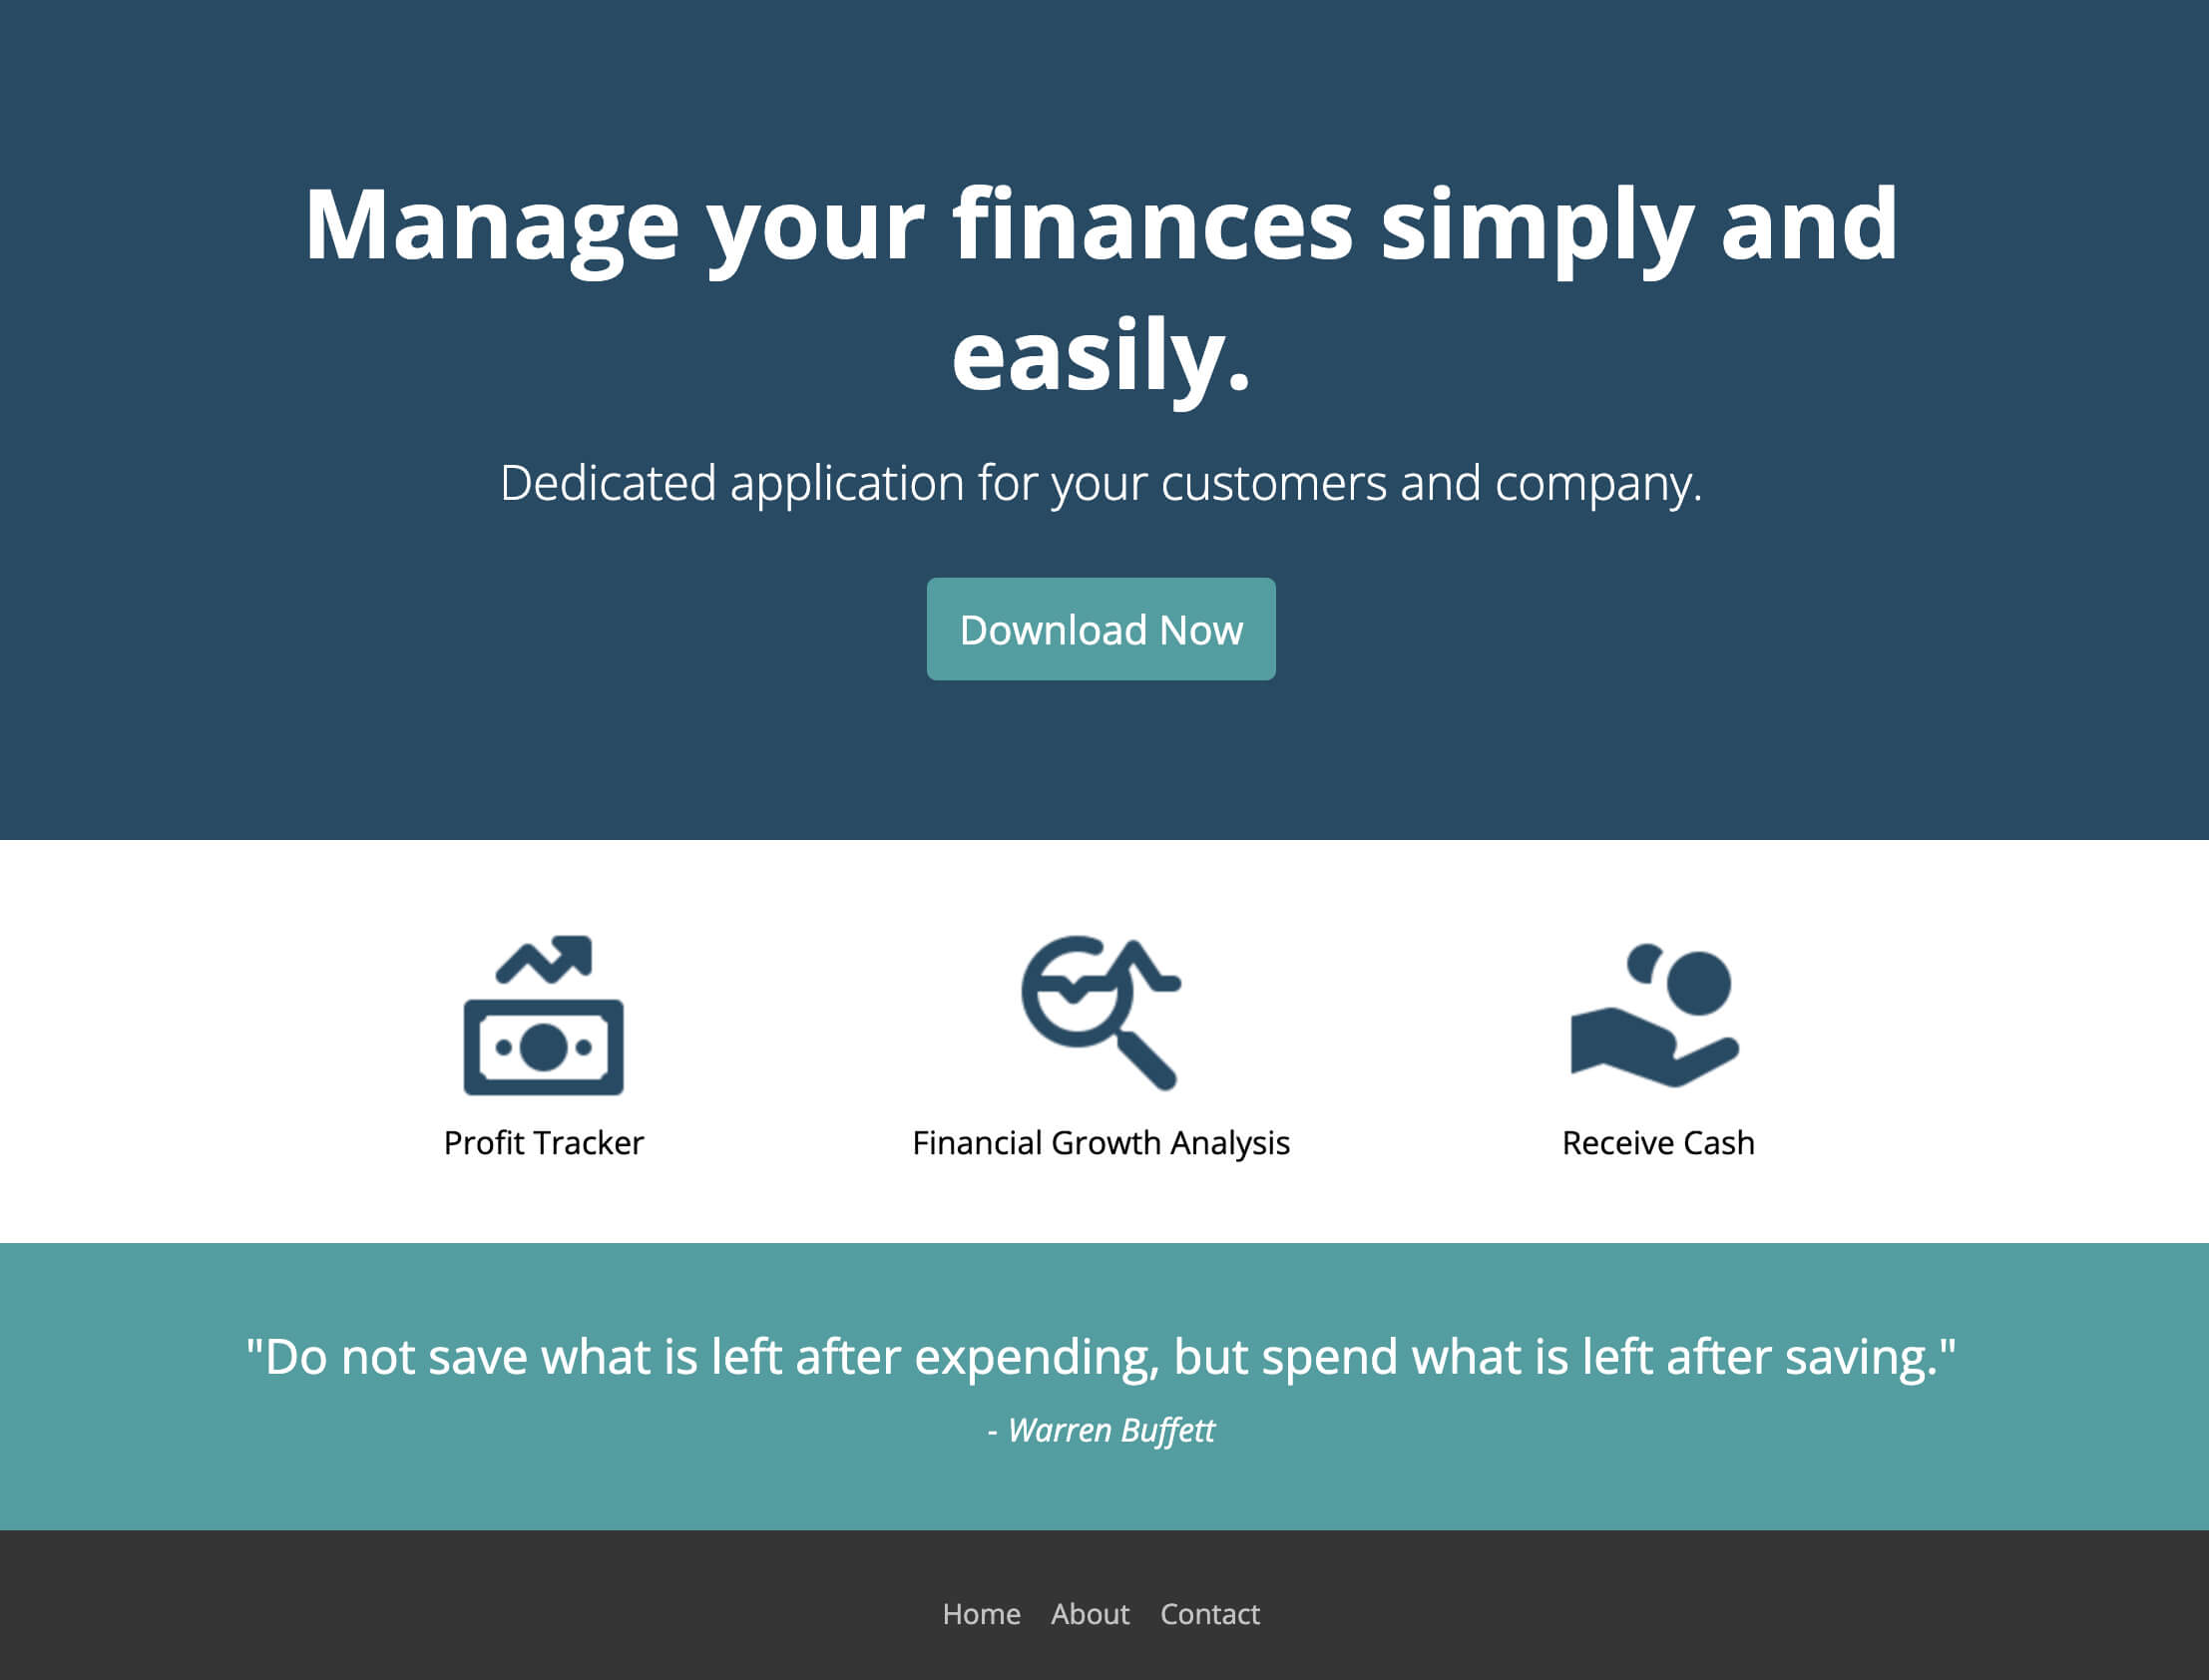 Manage your finances simply and
easily.
Dedicated application for your customers and company.
Download Now
Profit Tracker
Financial Growth Analysis
Receive Cash
"Do not save what is left after expending, but spend what is left after saving."
- Warren Buffett
Home About Contact